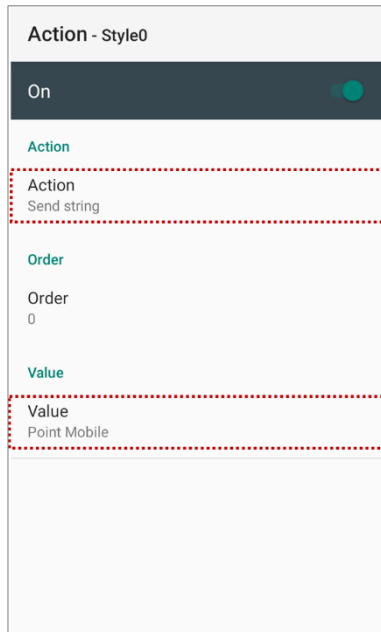 Action - Style0
On
Action
Action
Send string
Order
Order
0
Value
Value
Point Mobile